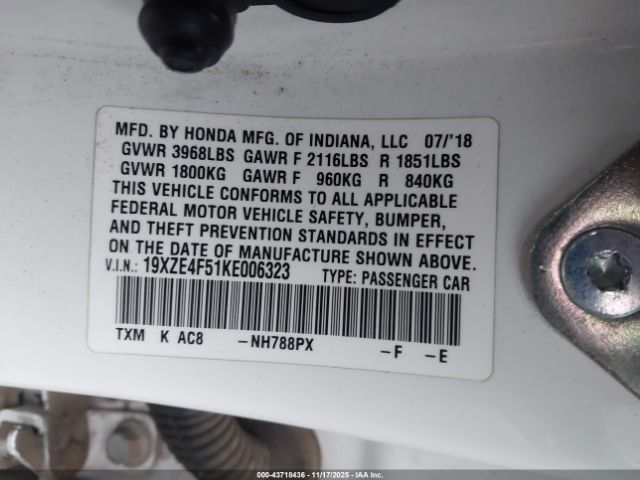 MFD. BY HONDA MFG. OF INDIANA, LLC 07/'18
GVWR 3968LBS GAWR F 2116LBS R 1851LBS
GVWR 1800KG GAWR F 960KG R 840KG
THIS VEHICLE CONFORMS TO ALL APPLICABLE
FEDERAL MOTOR VEHICLE SAFETY, BUMPER,
AND THEFT PREVENTION STANDARDS IN EFFECT
ON THE DATE OF MANUFACTURE SHOWN ABOVE.
V.I.N.: 19XZE4F51KE006323 TYPE: PASSENGER CAR
TXM K AC8 -NH788PX -F -E
000-43718436 - 11/17/2025 - IAA Inc.